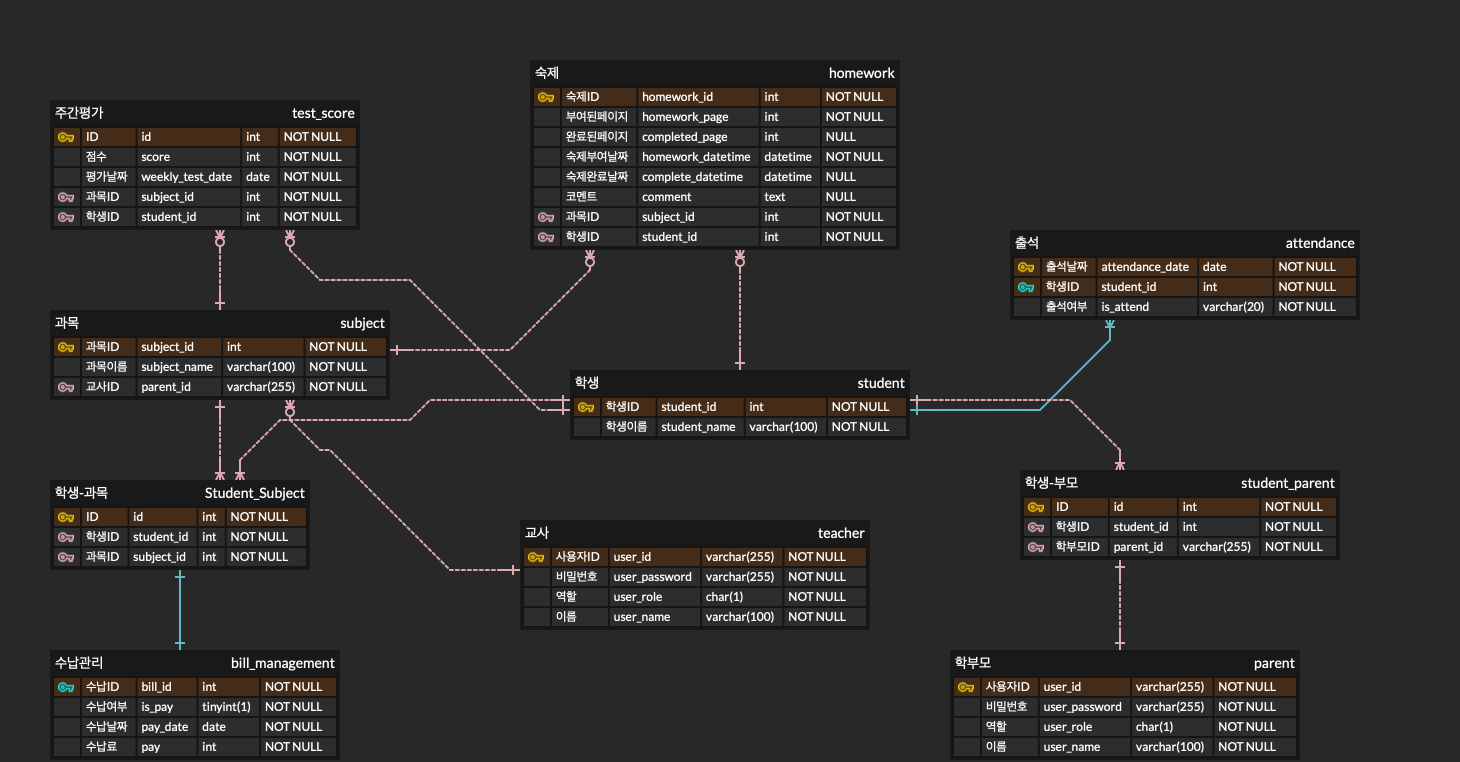 숙제 homework
숙제ID homework_id int NOT NULL
부여된페이지 homework_page int NOT NULL
완료된페이지 completed_page int NULL
숙제부여날짜 homework_datetime datetime NOT NULL
숙제완료날짜 complete_datetime datetime NULL
코멘트 comment text NULL
과목ID subject_id int NOT NULL
학생ID student_id int NOT NULL
주간평가 test_score
ID id int NOT NULL
점수 score int NOT NULL
평가날짜 weekly_test_date date NOT NULL
과목ID subject_id int NOT NULL
학생ID student_id int NOT NULL
출석 attendance
출석날짜 attendance_date date NOT NULL
학생ID student_id int NOT NULL
출석여부 is_attend varchar(20) NOT NULL
과목 subject
과목ID subject_id int NOT NULL
과목이름 subject_name varchar(100) NOT NULL
교사ID parent_id varchar(255) NOT NULL
학생 student
학생ID student_id int NOT NULL
학생이름 student_name varchar(100) NOT NULL
학생-과목 Student_Subject
ID id int NOT NULL
학생ID student_id int NOT NULL
과목ID subject_id int NOT NULL
학생-부모 student_parent
ID id int NOT NULL
학생ID student_id int NOT NULL
학부모ID parent_id varchar(255) NOT NULL
교사 teacher
사용자ID user_id varchar(255) NOT NULL
비밀번호 user_password varchar(255) NOT NULL
역할 user_role char(1) NOT NULL
이름 user_name varchar(100) NOT NULL
수납관리 bill_management
수납ID bill_id int NOT NULL
수납여부 is_pay tinyint(1) NOT NULL
수납날짜 pay_date date NOT NULL
수납료 pay int NOT NULL
학부모 parent
사용자ID user_id varchar(255) NOT NULL
비밀번호 user_password varchar(255) NOT NULL
역할 user_role char(1) NOT NULL
이름 user_name varchar(100) NOT NULL